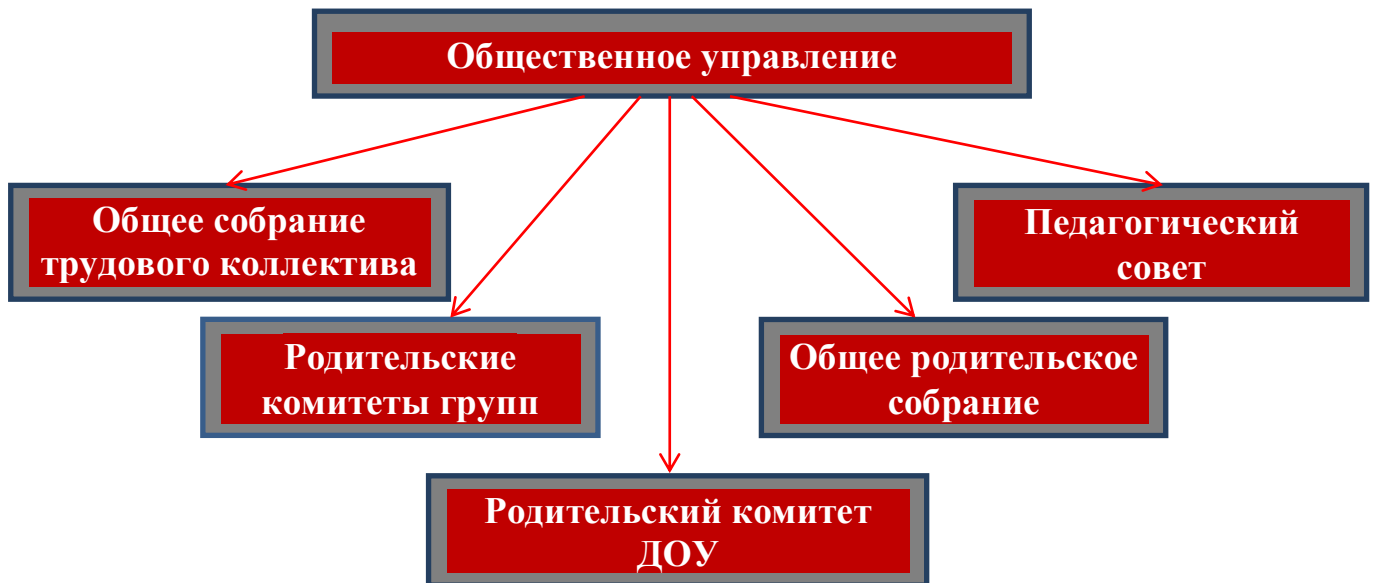 Общественное управление
Общее собрание
трудового коллектива
Педагогический
совет
Родительские
комитеты групп
Общее родительское
собрание
Родительский комитет
ДОУ